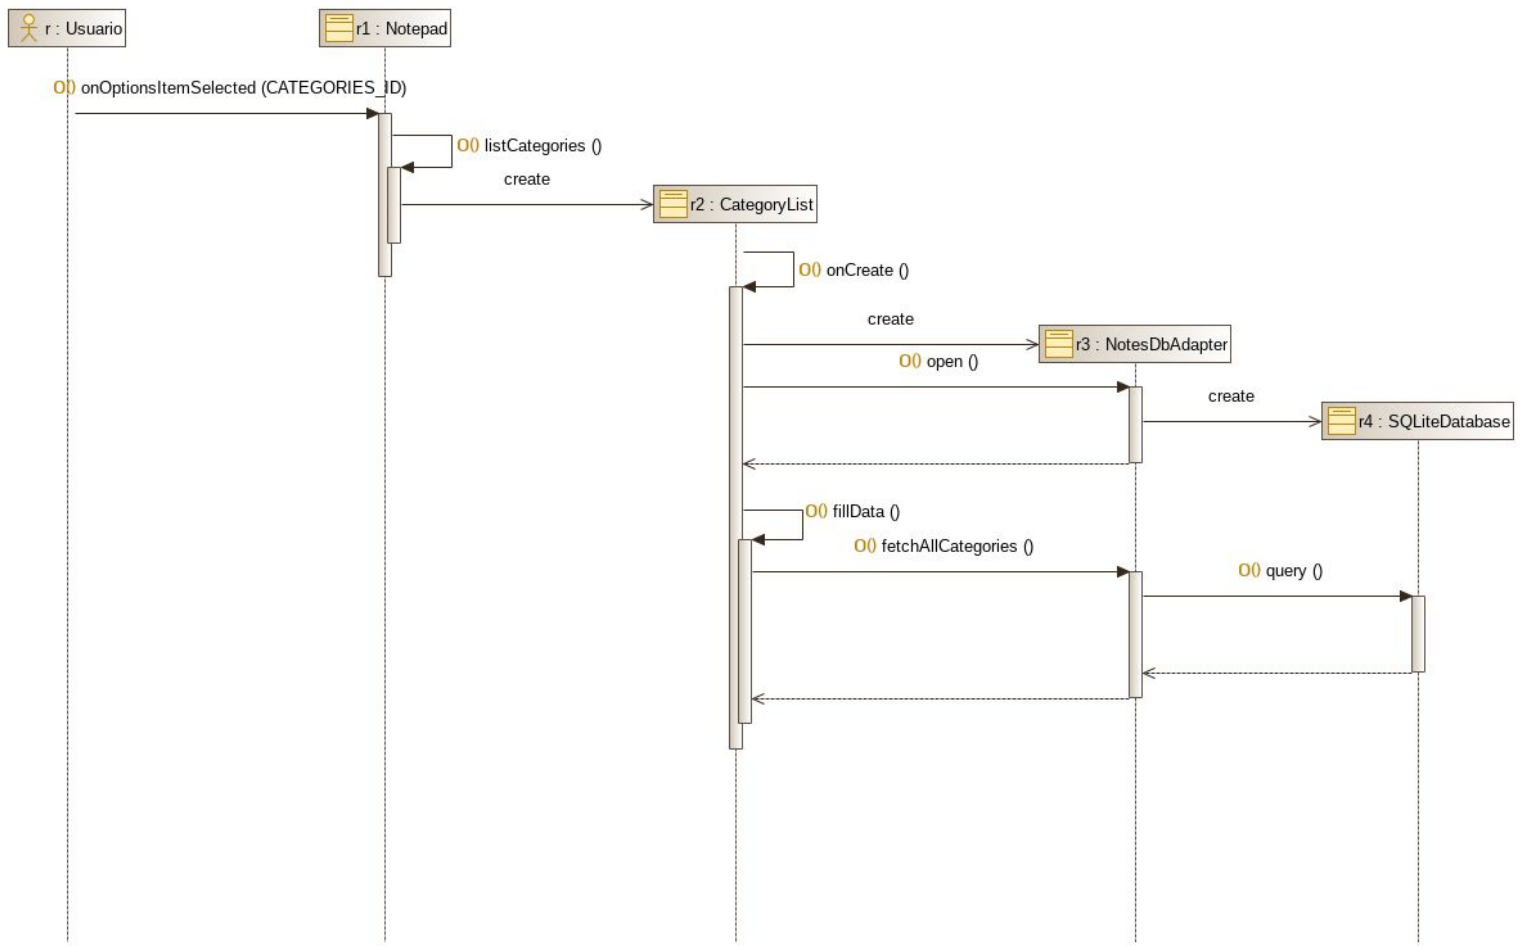 r : Usuario
r1 : Notepad
O() onOptionsItemSelected (CATEGORIES_ID)
O() listCategories ()
create
r2 : CategoryList
O() onCreate ()
create
r3 : NotesDbAdapter
O() open ()
create
r4 : SQLiteDatabase
O() fillData ()
O() fetchAllCategories ()
O() query ()